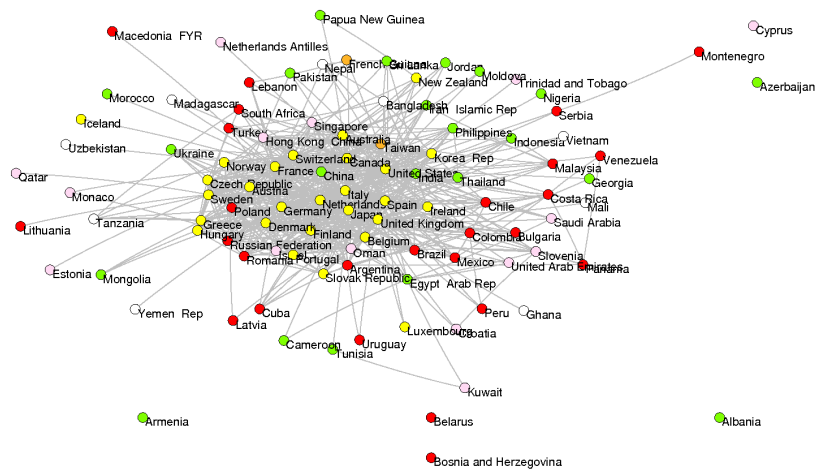 Papua New Guinea
Cyprus
Macedonia FYR
Netherlands Antilles
Montenegro
Nepal
French Guiana
Sri Lanka
Jordan
Pakistan
Moldova
New Zealand
Trinidad and Tobago
Azerbaijan
Lebanon
Morocco
Madagascar
Bangladesh
Nigeria
Iran Islamic Rep
South Africa
Serbia
Iceland
Singapore
Turkey
Philippines
Hong Kong China
Australia
Indonesia
Vietnam
Uzbekistan
Taiwan
Ukraine
Switzerland
Korea Rep
Venezuela
Norway
Canada
Malaysia
France
United States
Qatar
China
India
Thailand
Georgia
Czech Republic
Austria
Monaco
Italy
Costa Rica
Sweden
Netherlands
Spain
Chile
Mali
Poland
Germany
Japan
Ireland
Tanzania
Saudi Arabia
Greece
Denmark
United Kingdom
Lithuania
Hungary
Finland
Colombia
Bulgaria
Russian Federation
Belgium
Israel
Oman
Brazil
Slovenia
Romania
Portugal
Mexico
Argentina
United Arab Emirates
Panama
Estonia
Mongolia
Slovak Republic
Egypt Arab Rep
Yemen Rep
Cuba
Peru
Ghana
Latvia
Luxembourg
Croatia
Cameroon
Uruguay
Tunisia
Kuwait
Armenia
Belarus
Albania
Bosnia and Herzegovina